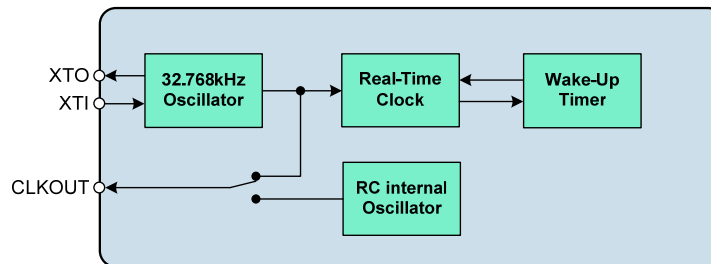 XTO
XTI
32.768kHz
Oscillator
Real-Time
Clock
Wake-Up
Timer
CLKOUT
RC internal
Oscillator